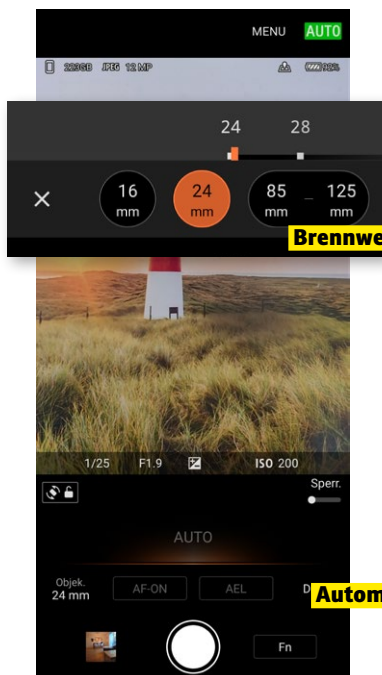 MENU AUTO
223GB JPEG 12 MP 92%
24 28
16 mm 24 mm 85 mm – 125 mm
Brennwe
1/25 F1.9 ISO 200
Sperr.
AUTO
Objek.
24 mm AF-ON AEL D
Autom
Fn